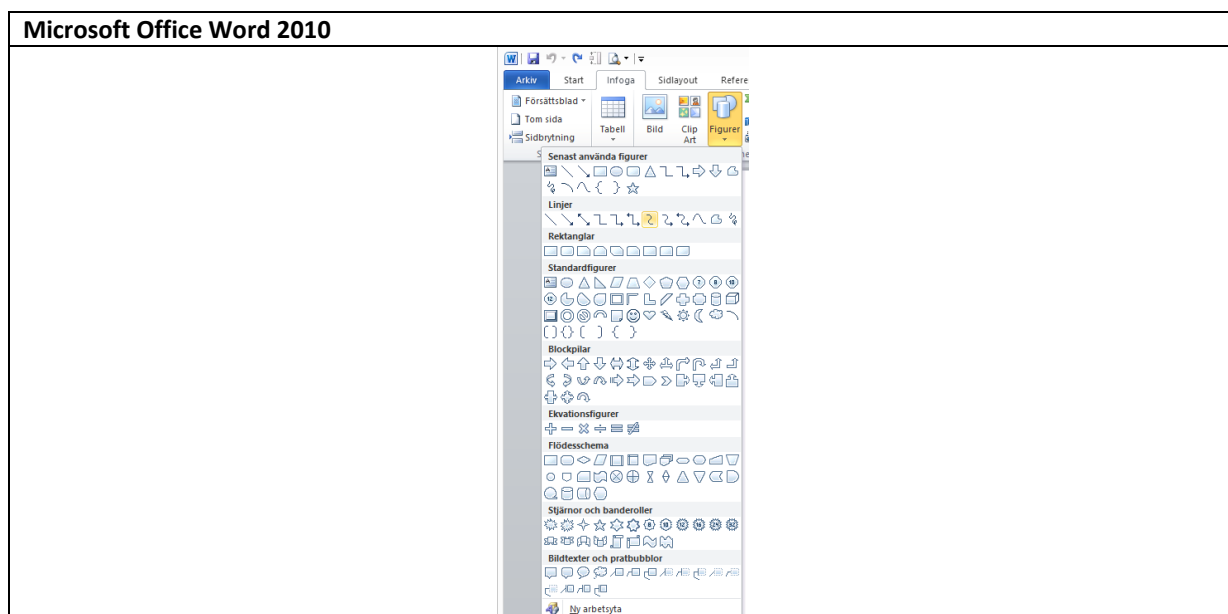 Microsoft Office Word 2010
Arkiv Start Infoga Sidlayout Refere
Försättsblad
Tom sida
Sidbrytning
Tabell Bild Clip Art Figurer
Senast använda figurer
Linjer
Rektanglar
Standardfigurer
Blockpilar
Ekvationsfigurer
Flödesschema
Stjärnor och banderoller
Bildtexter och pratbubblor
Ny arbetsyta